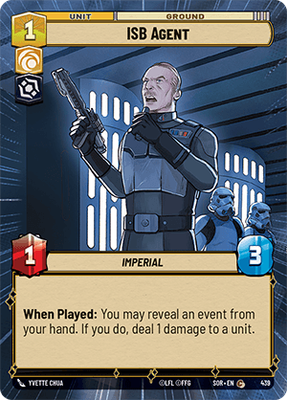 1
UNIT
GROUND
ISB AGENT
1
3
IMPERIAL
When Played: You may reveal an event from
your hand. If you do, deal 1 damage to a unit.
YVETTE CHUA
©LFL ©FFG
SOR • EN
C
439